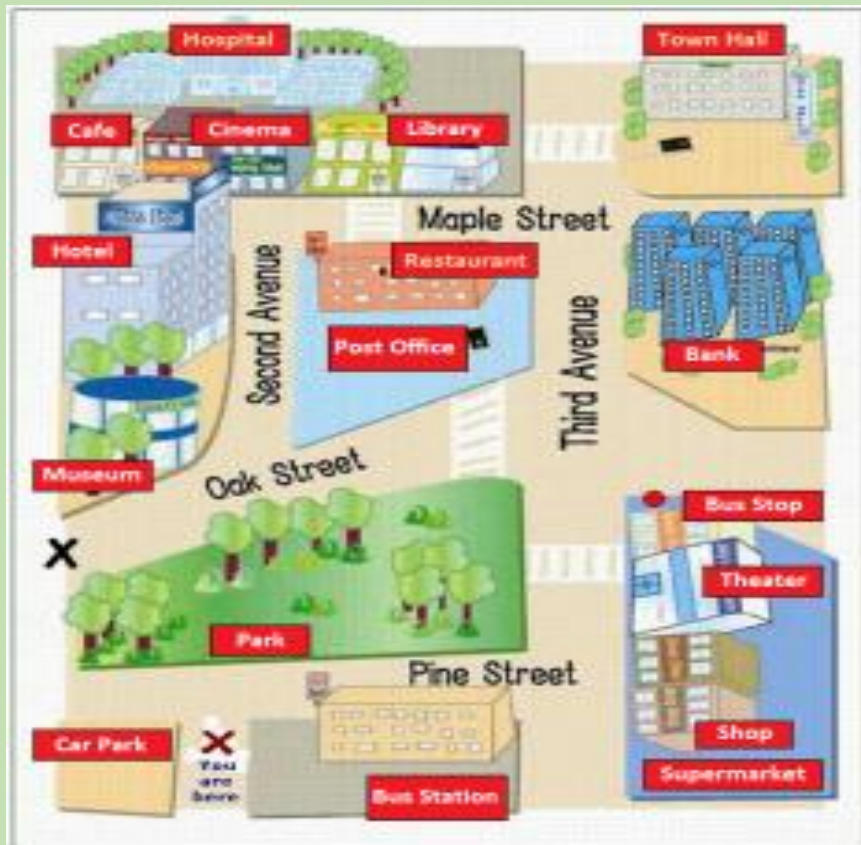 Hospital
Town Hall
Cafe
Cinema
Library
Maple Street
Hotel
Second Avenue
Restaurant
Post Office
Third Avenue
Bank
Museum
Oak Street
X
Bus Stop
Theater
Park
Pine Street
Car Park
X
You
are
here
Bus Station
Shop
Supermarket